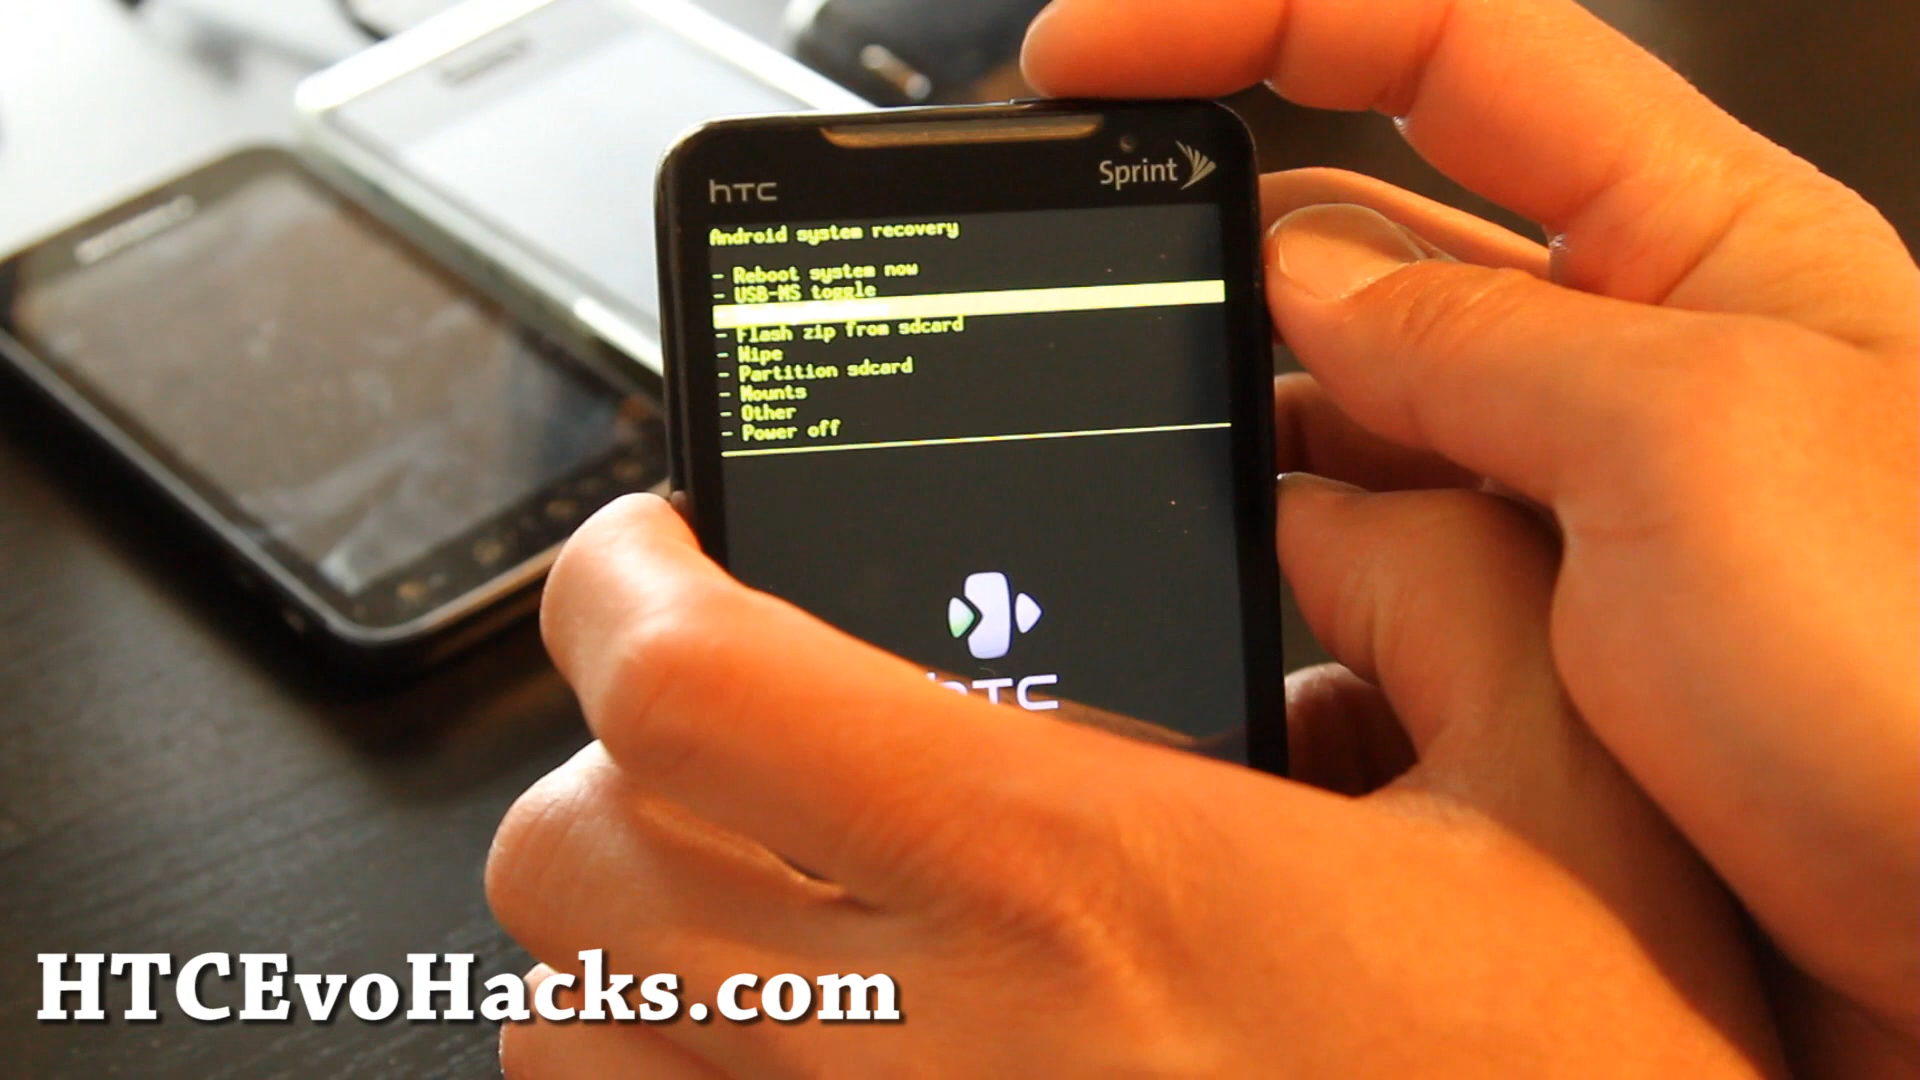 hTC
Sprint
Android system recovery
- Reboot system now
- USB-MS toggle
- Flash zip from sdcard
- Wipe
- Partition sdcard
- Mounts
- Other
- Power off
hTC
HTCEvoHacks.com